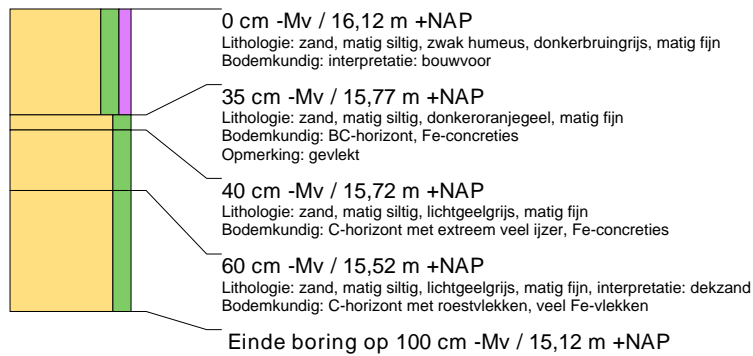 0 cm -Mv / 16,12 m +NAP
Lithologie: zand, matig siltig, zwak humeus, donkerbruingrijs, matig fijn
Bodemkundig: interpretatie: bouwvoor
35 cm -Mv / 15,77 m +NAP
Lithologie: zand, matig siltig, donkeroranjegeel, matig fijn
Bodemkundig: BC-horizont, Fe-concreties
Opmerking: gevlekt
40 cm -Mv / 15,72 m +NAP
Lithologie: zand, matig siltig, lichtgeelgrijs, matig fijn
Bodemkundig: C-horizont met extreem veel ijzer, Fe-concreties
60 cm -Mv / 15,52 m +NAP
Lithologie: zand, matig siltig, lichtgeelgrijs, matig fijn, interpretatie: dekzand
Bodemkundig: C-horizont met roestvlekken, veel Fe-vlekken
Einde boring op 100 cm -Mv / 15,12 m +NAP